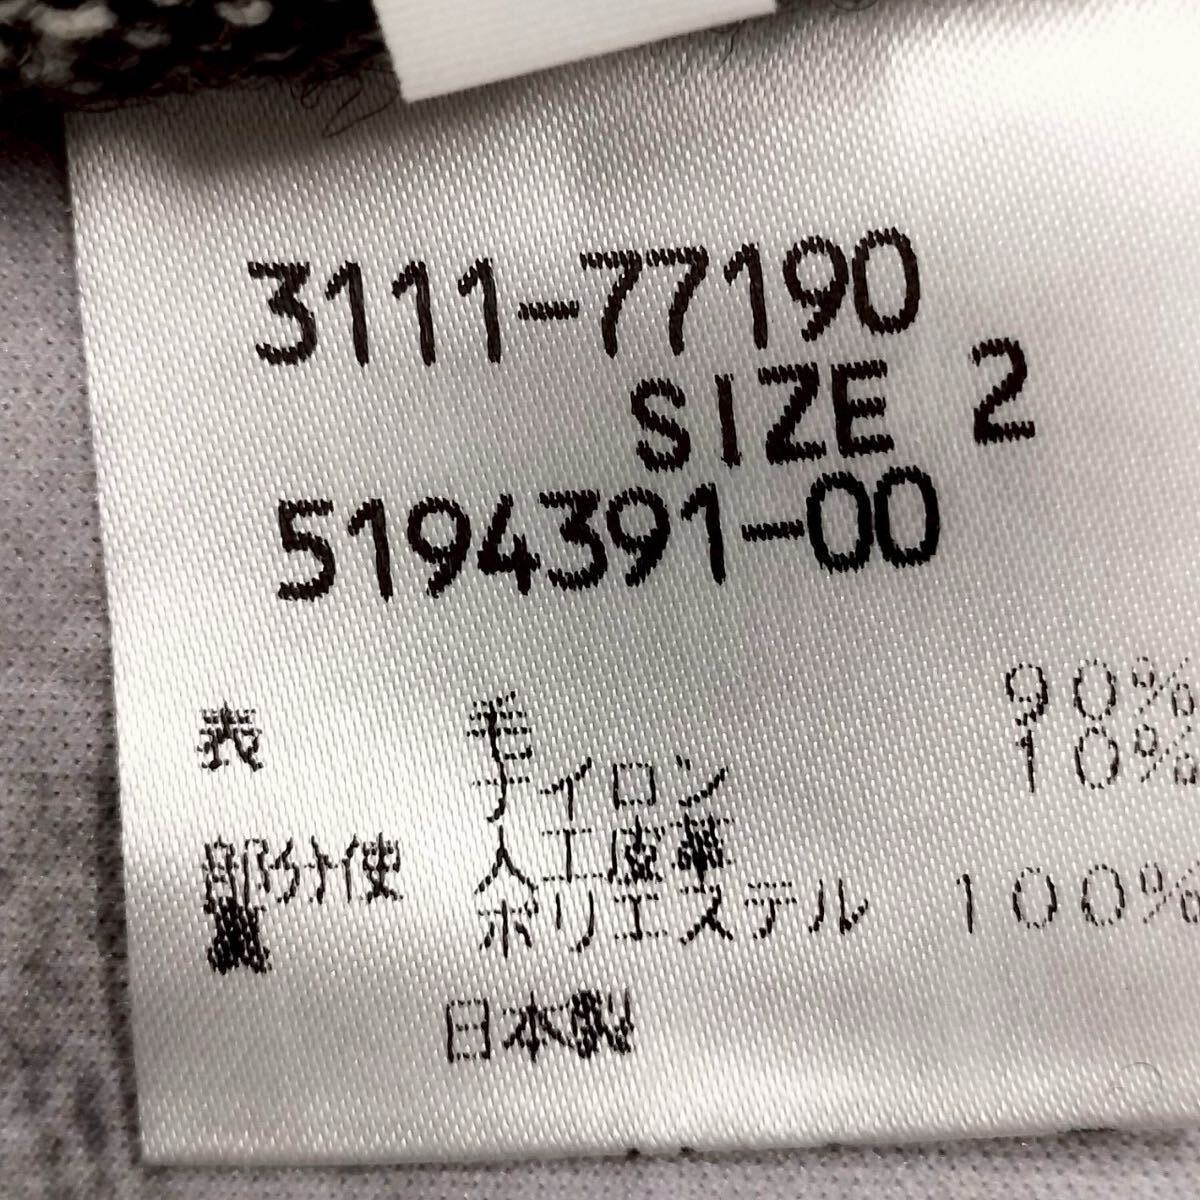 3111-77190
SIZE 2
5194391-00
表 毛 90%
ナイロン 10%
部分使 人工皮革
裏 ポリエステル 100%
日本製